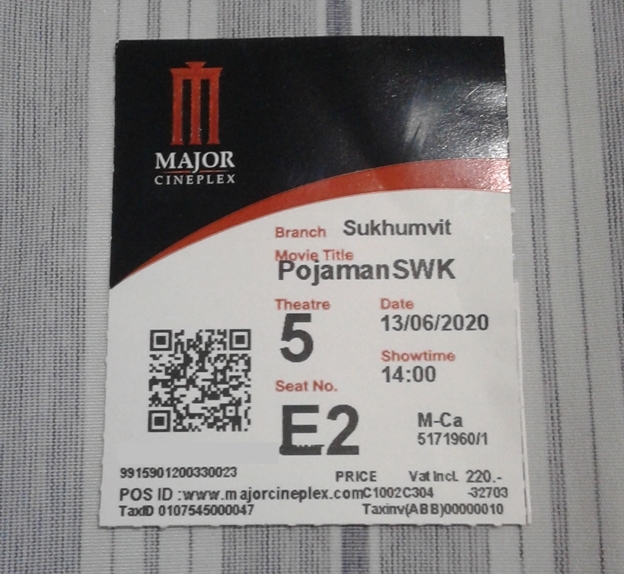 MAJOR
CINEPLEX
Branch Sukhumvit
Movie Title
PojamanSWK
Theatre Date
5 13/06/2020
Showtime
14:00
Seat No.
E2 M-Ca
5171960/1
9915901200330023 PRICE Vat Incl. 220.-
POS ID :www.majorcineplex.comC1002C304 -32703
TaxID 0107545000047 Taxinv(ABB)00000010